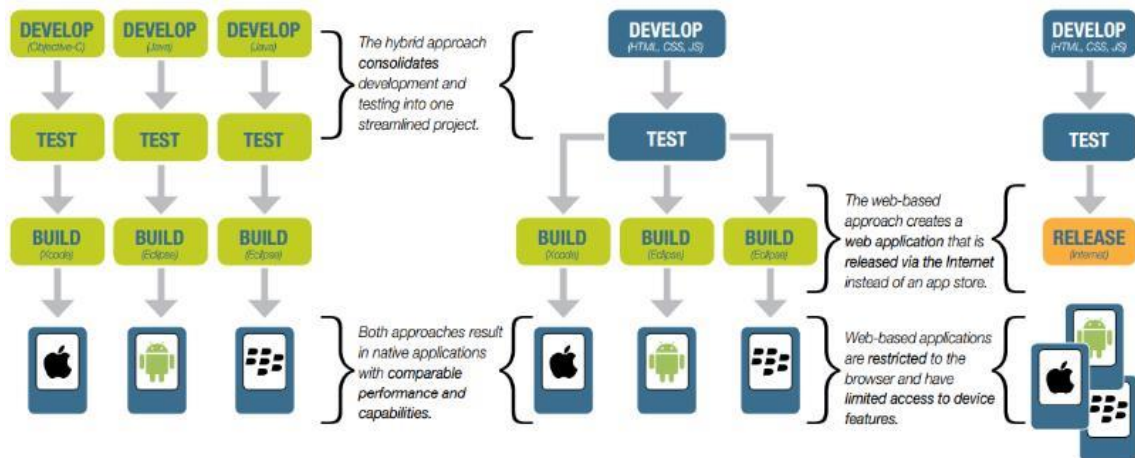 DEVELOP
(Objective-C)
DEVELOP
(Java)
DEVELOP
(Java)
The hybrid approach
consolidates
development and
testing into one
streamlined project.
DEVELOP
(HTML, CSS, JS)
DEVELOP
(HTML, CSS, JS)
TEST
TEST
TEST
TEST
TEST
BUILD
(Xcode)
BUILD
(Eclipse)
BUILD
(Eclipse)
BUILD
(Xcode)
BUILD
(Eclipse)
BUILD
(Eclipse)
The web-based
approach creates a
web application that is
released via the Internet
instead of an app store.
RELEASE
(Internet)
Both approaches result
in native applications
with comparable
performance and
capabilities.
Web-based applications
are restricted to the
browser and have
limited access to device
features.